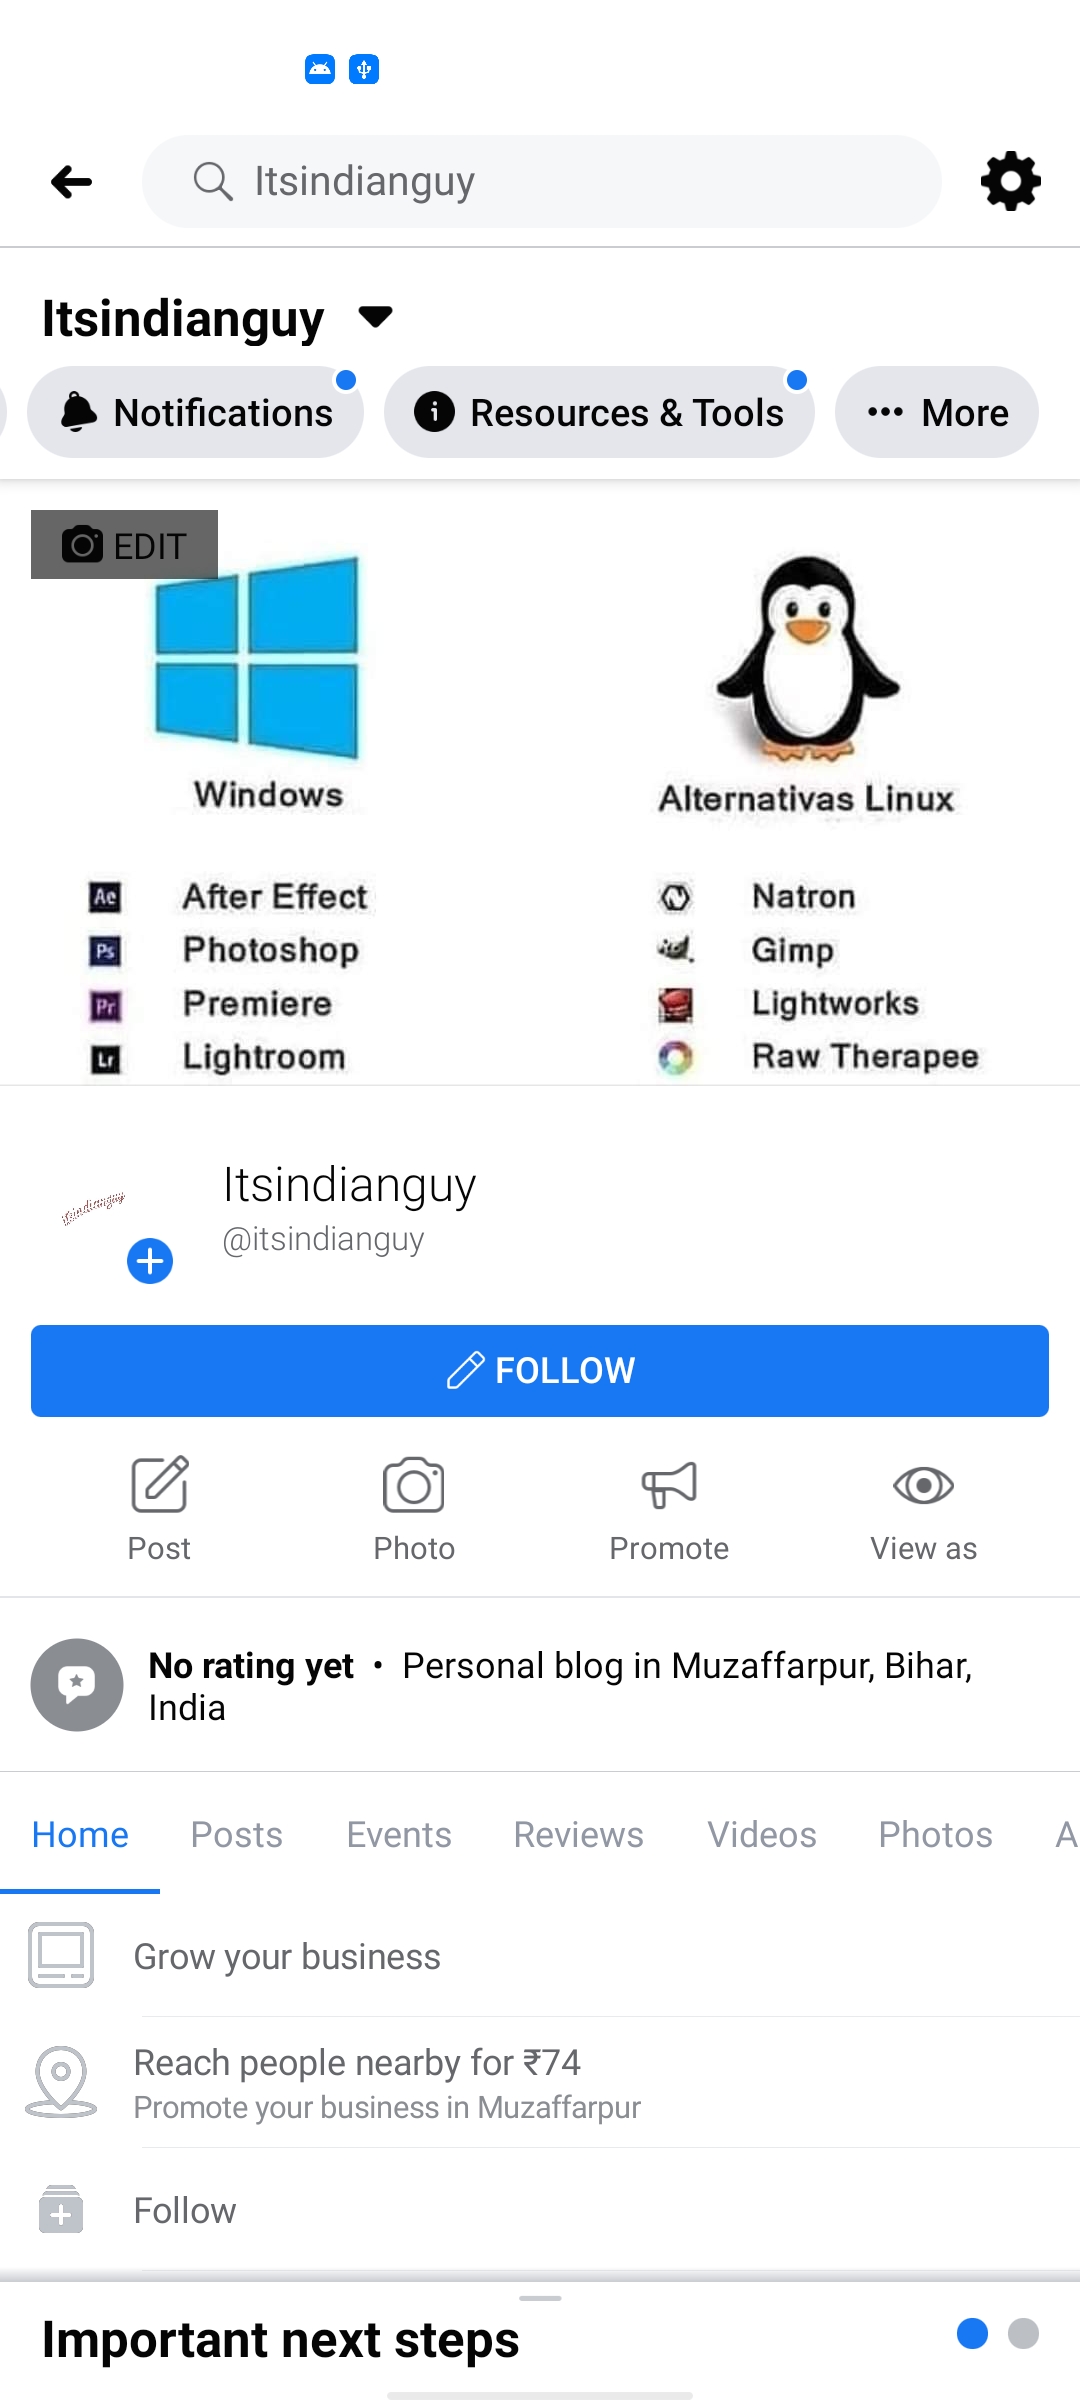 Itsindianguy
Itsindianguy
Notifications
Resources & Tools
More
EDIT
Windows
Alternativas Linux
Ae After Effect
Natron
Ps Photoshop
Gimp
Pr Premiere
Lightworks
Lr Lightroom
Raw Therapee
itsindianguy
Itsindianguy
@itsindianguy
FOLLOW
Post
Photo
Promote
View as
No rating yet • Personal blog in Muzaffarpur, Bihar,
India
Home
Posts
Events
Reviews
Videos
Photos
A
Grow your business
Reach people nearby for ₹74
Promote your business in Muzaffarpur
Follow
Important next steps